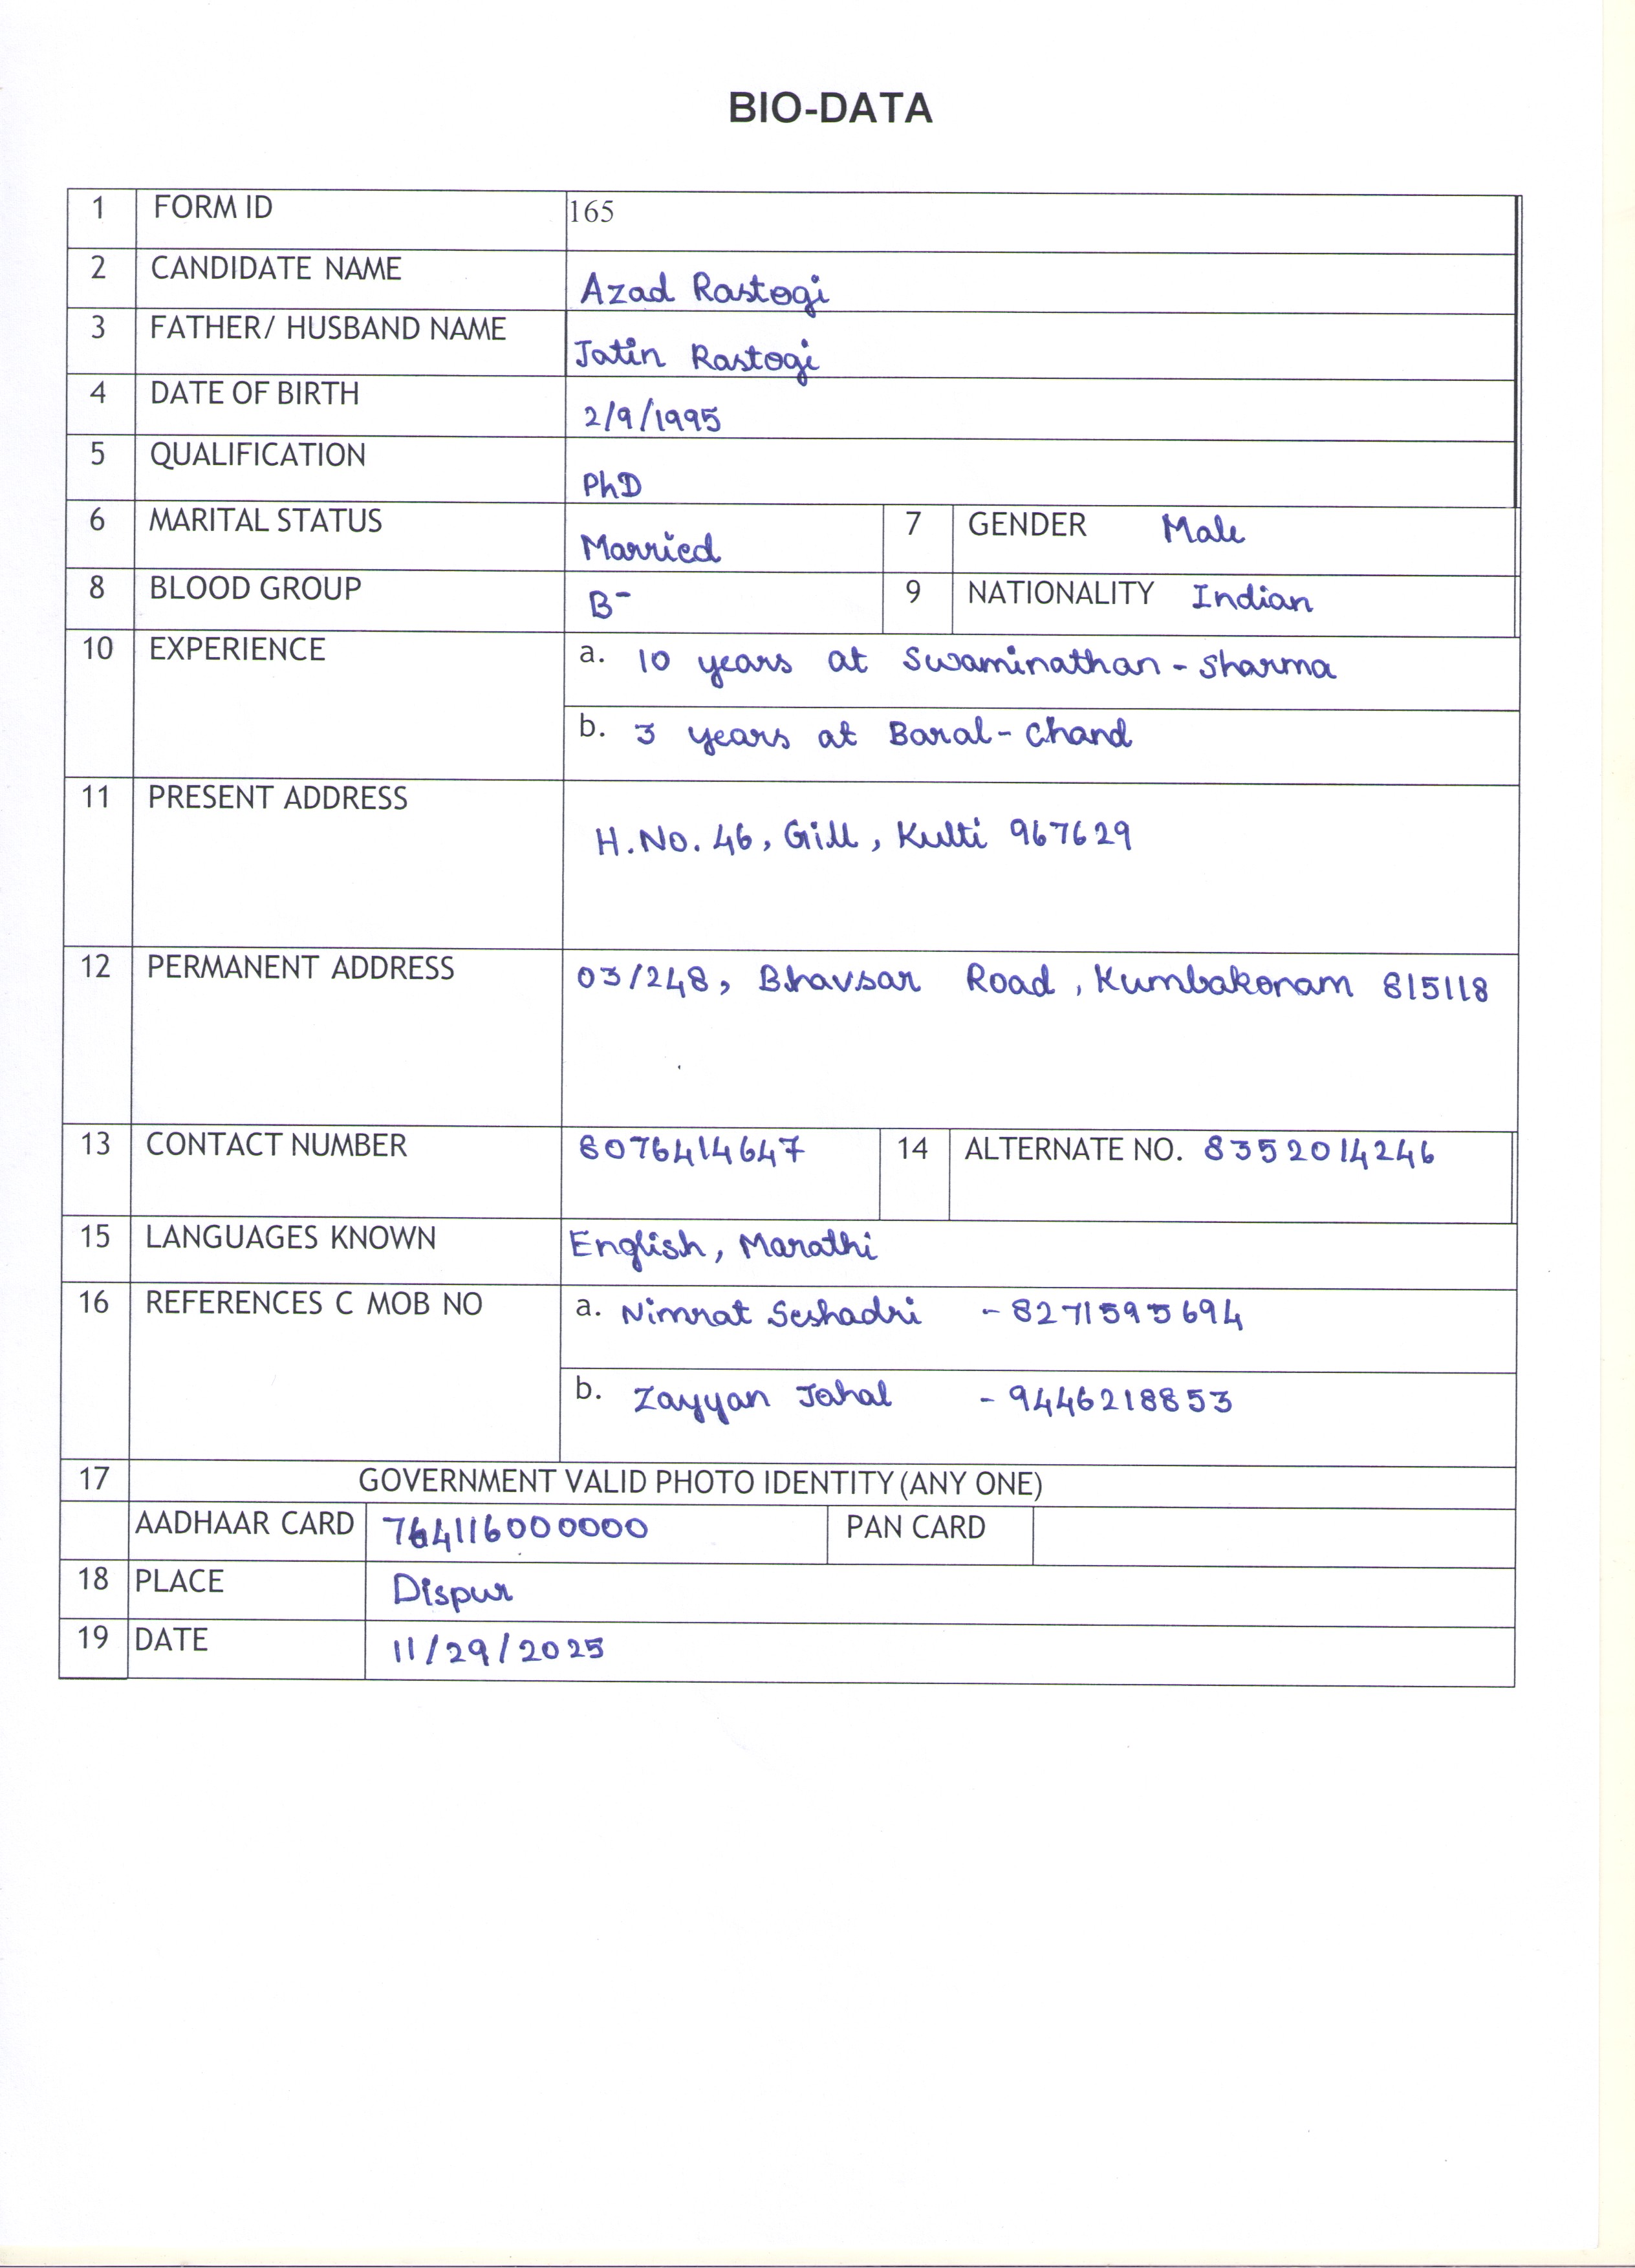 BIO-DATA
1 FORM ID 165
2 CANDIDATE NAME Azad Rastogi
3 FATHER/ HUSBAND NAME Jatin Rastogi
4 DATE OF BIRTH 2/9/1995
5 QUALIFICATION PhD
6 MARITAL STATUS Married 7 GENDER Male
8 BLOOD GROUP B- 9 NATIONALITY Indian
10 EXPERIENCE a. 10 years at Swaminathan-Sharma
b. 3 years at Baral-Chand
11 PRESENT ADDRESS
H.No. 46, Gill, Kulti 967629
12 PERMANENT ADDRESS 03/248, Bhavsar Road, Kumbakonam 815118
13 CONTACT NUMBER 8076414647 14 ALTERNATE NO. 8352014246
15 LANGUAGES KNOWN English, Marathi
16 REFERENCES C MOB NO a. Nimrat Seshadri - 8271595694
b. Zayyan Johal - 9446218853
17 GOVERNMENT VALID PHOTO IDENTITY (ANY ONE)
AADHAAR CARD 764116000000 PAN CARD
18 PLACE Dispur
19 DATE 11/29/2025